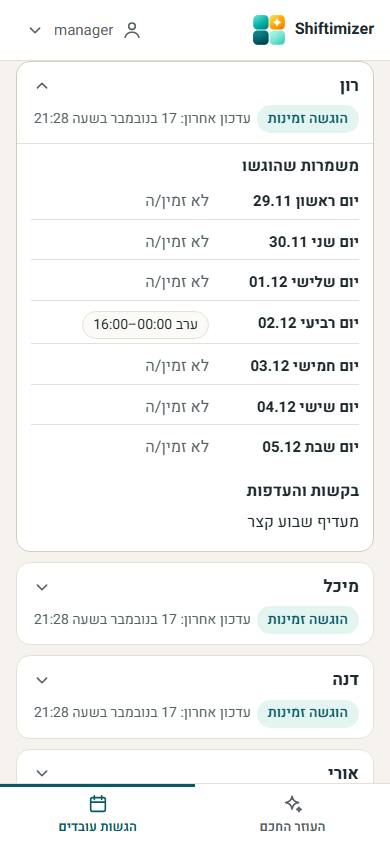 Shiftimizer
manager
רון
הוגשה זמינות
עדכון אחרון: 17 בנובמבר בשעה 21:28
משמרות שהוגשו
יום ראשון 29.11
לא זמין/ה
יום שני 30.11
לא זמין/ה
יום שלישי 01.12
לא זמין/ה
יום רביעי 02.12
ערב 16:00–00:00
יום חמישי 03.12
לא זמין/ה
יום שישי 04.12
לא זמין/ה
יום שבת 05.12
לא זמין/ה
בקשות והעדפות
מעדיף שבוע קצר
מיכל
הוגשה זמינות
עדכון אחרון: 17 בנובמבר בשעה 21:28
דנה
הוגשה זמינות
עדכון אחרון: 17 בנובמבר בשעה 21:28
אורי
העוזר החכם
הגשות עובדים